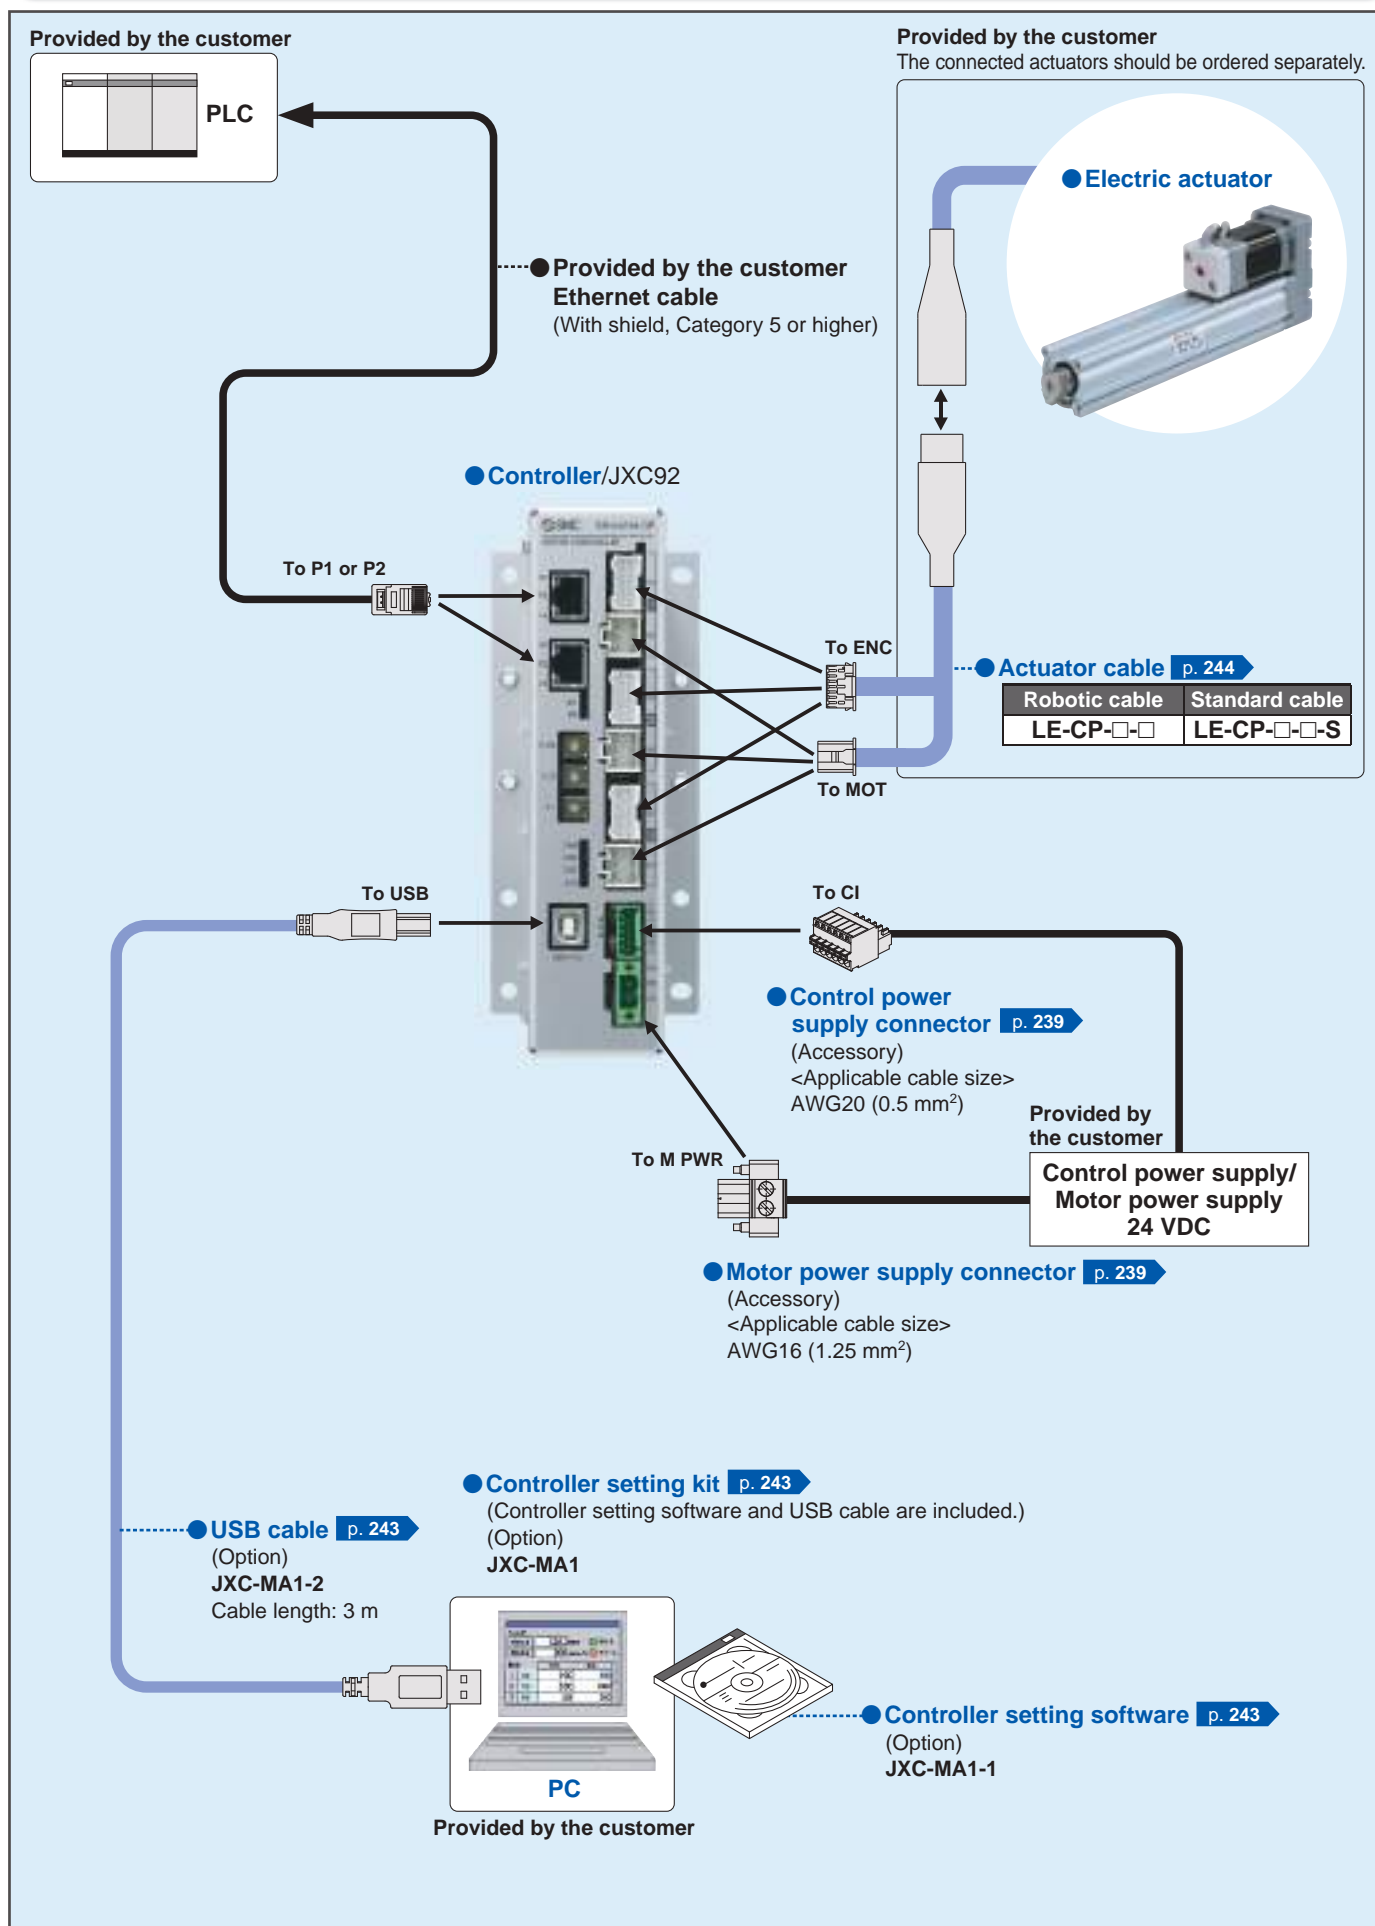 Provided by the customer
PLC
Provided by the customer
The connected actuators should be ordered separately.
Electric actuator
Provided by the customer
Ethernet cable
(With shield, Category 5 or higher)
Controller/JXC92
To P1 or P2
To ENC
Actuator cable p. 244
Robotic cable Standard cable
LE-CP-□-□ LE-CP-□-□-S
To MOT
To USB
To CI
Control power
supply connector p. 239
(Accessory)
<Applicable cable size>
AWG20 (0.5 mm²)
Provided by
the customer
Control power supply/
Motor power supply
24 VDC
To M PWR
Motor power supply connector p. 239
(Accessory)
<Applicable cable size>
AWG16 (1.25 mm²)
Controller setting kit p. 243
(Controller setting software and USB cable are included.)
(Option)
JXC-MA1
USB cable p. 243
(Option)
JXC-MA1-2
Cable length: 3 m
PC
Provided by the customer
Controller setting software p. 243
(Option)
JXC-MA1-1